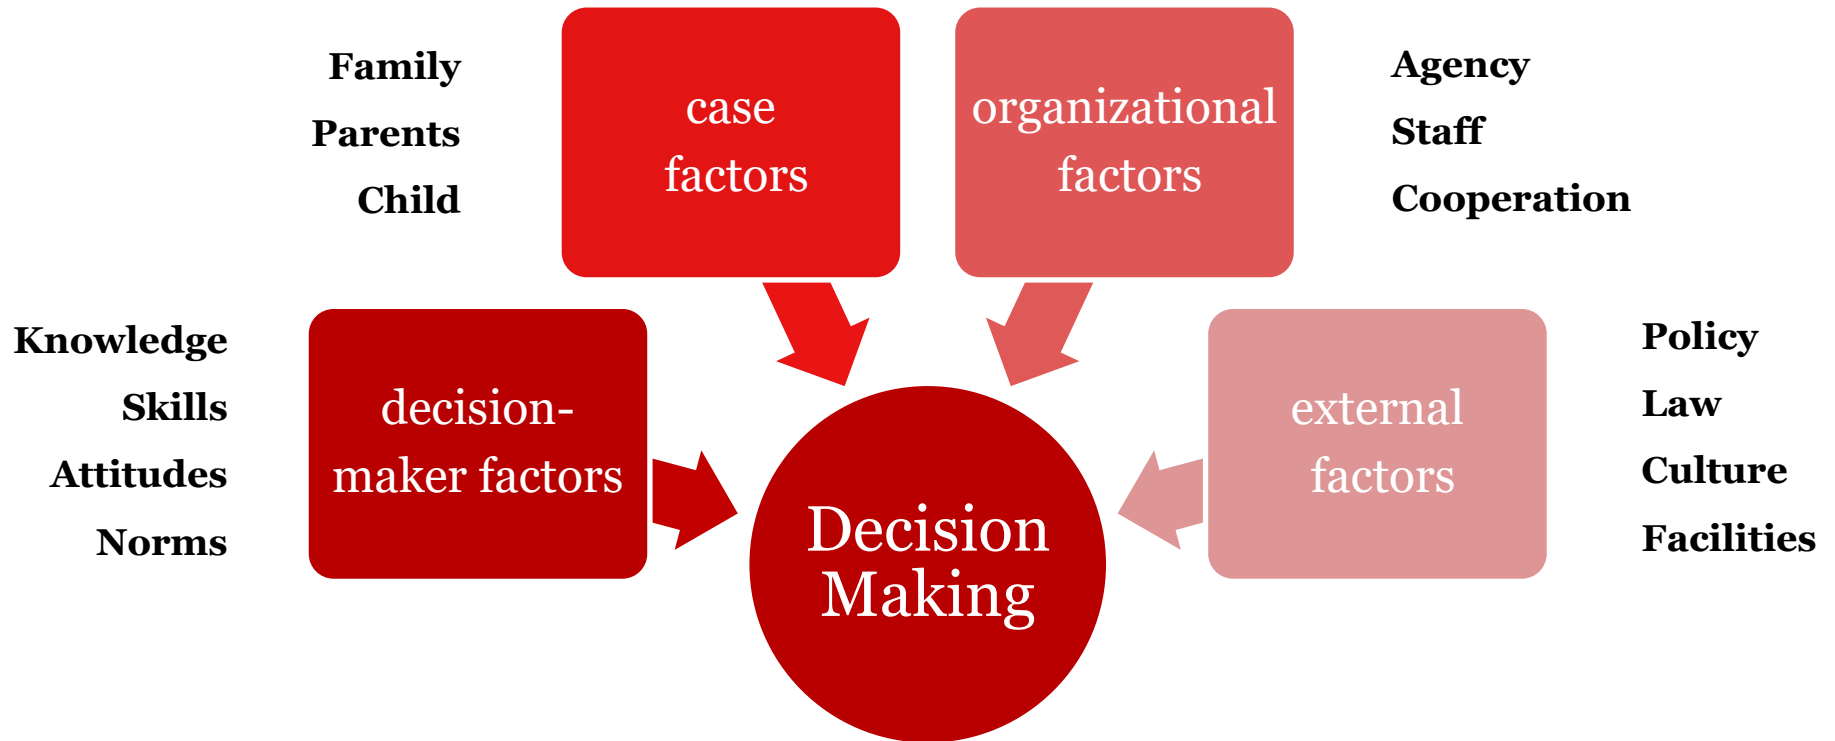 Family
Parents
Child
case
factors
organizational
factors
Agency
Staff
Cooperation
Knowledge
Skills
Attitudes
Norms
decision-
maker factors
external
factors
Policy
Law
Culture
Facilities
Decision
Making